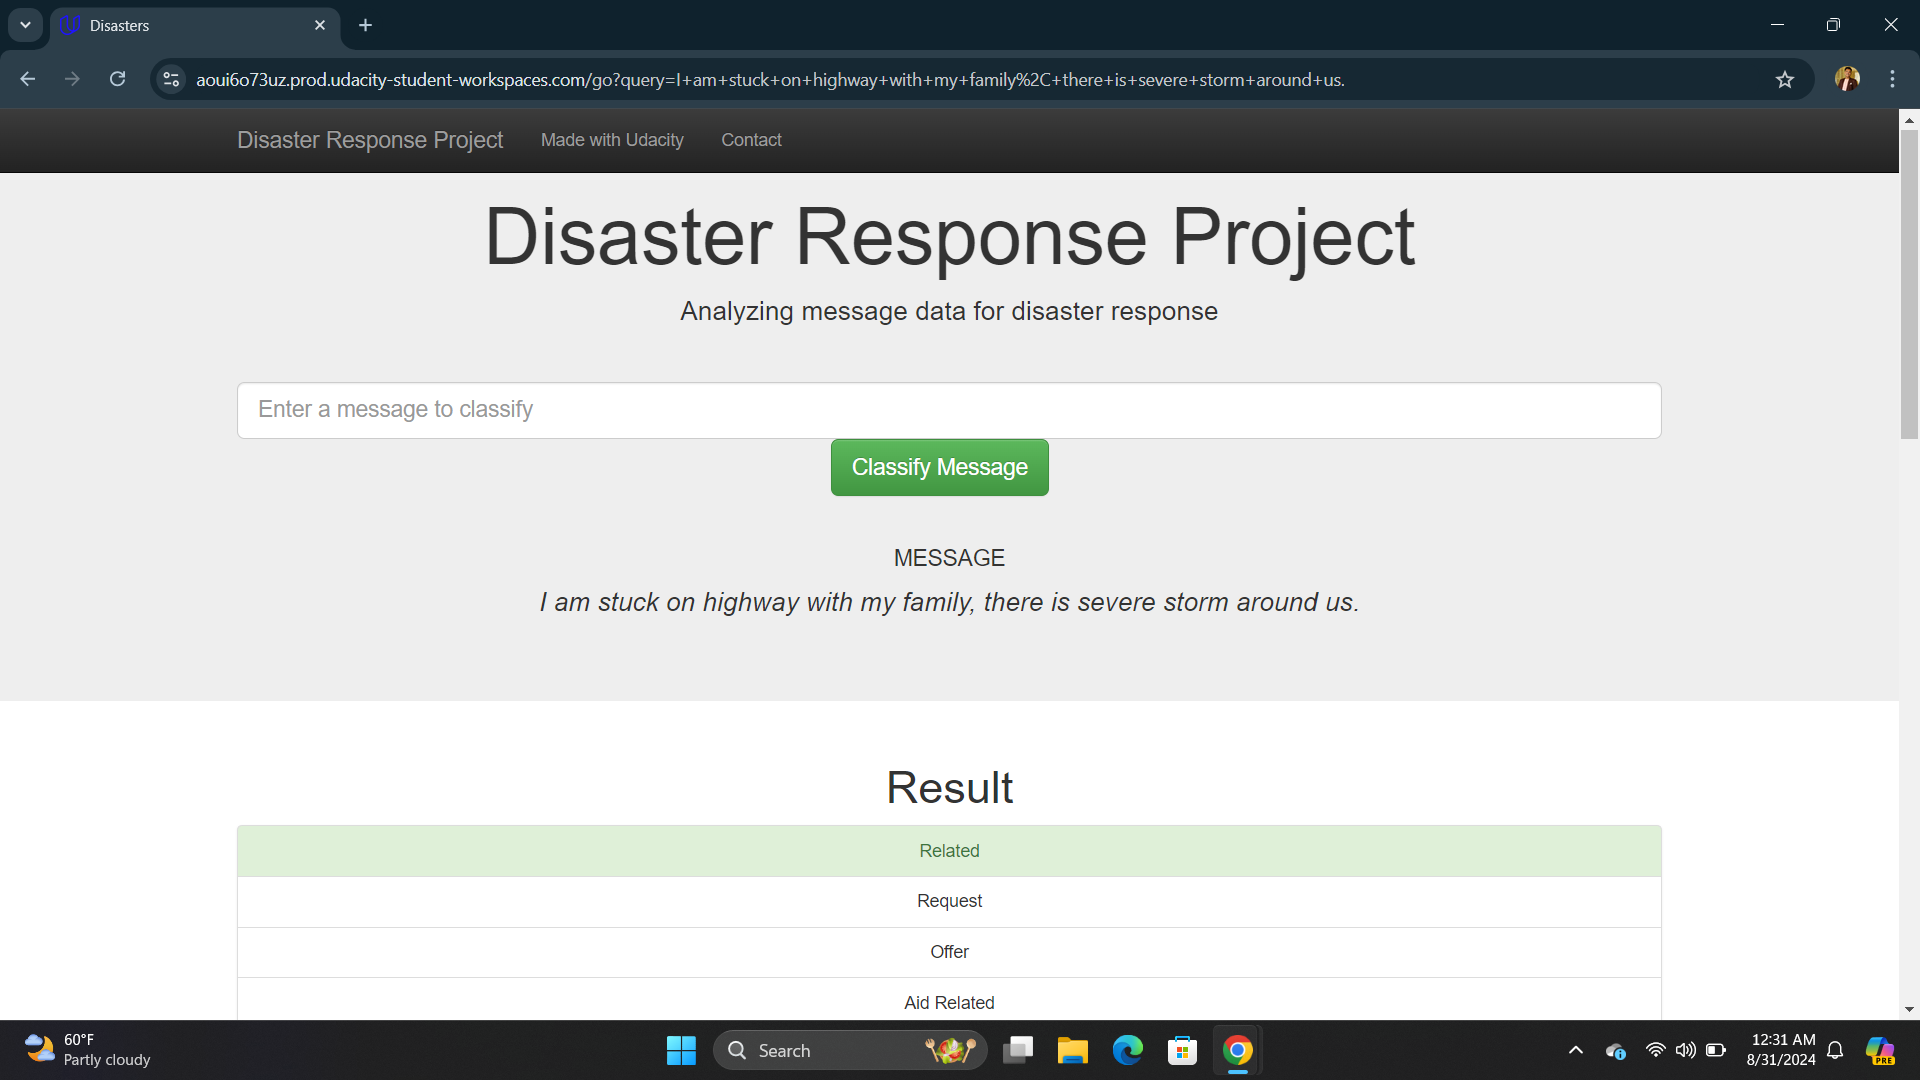 Disasters
aoui6o73uz.prod.udacity-student-workspaces.com/go?query=I+am+stuck+on+highway+with+my+family%2C+there+is+severe+storm+around+us.
Disaster Response Project Made with Udacity Contact
Disaster Response Project
Analyzing message data for disaster response
Enter a message to classify
Classify Message
MESSAGE
I am stuck on highway with my family, there is severe storm around us.
Result
Related
Request
Offer
Aid Related
60°F
Partly cloudy
Search
12:31 AM
8/31/2024
PRE